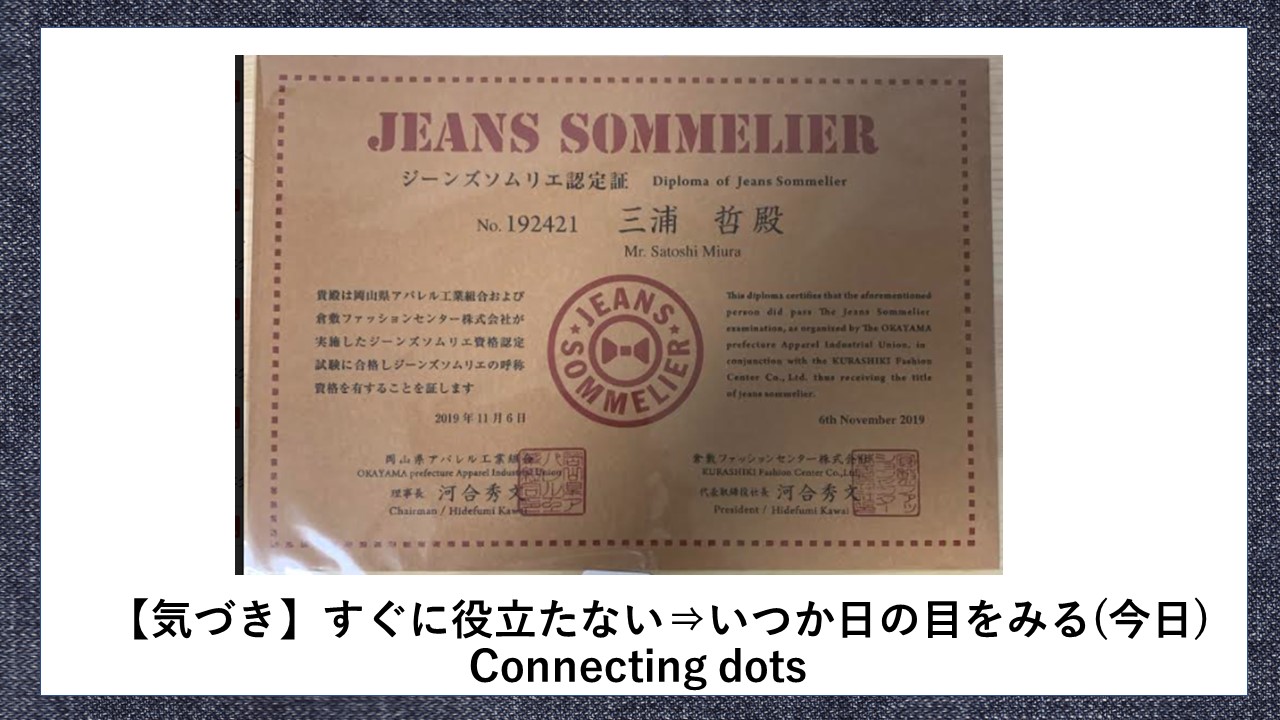 JEANS SOMMELIER
ジーンズソムリエ認定証 Diploma of Jeans Sommelier
No. 192421 三浦 哲 殿
Mr. Satoshi Miura
貴殿は岡山県アパレル工業組合および
倉敷ファッションセンター株式会社が
実施したジーンズソムリエ資格認定
試験に合格しジーンズソムリエの呼称
資格を有することを証します
2019年11月6日
JEANS
SOMMELIER
This diploma certifies that the aforementioned
person did pass The Jeans Sommelier
examination, as organized by The OKAYAMA
prefecture Apparel Industrial Union, in
conjunction with the KURASHIKI Fashion
Center Co., Ltd. thus receiving the title
of jeans sommelier.
6th November 2019
岡山県アパレル工業組合
OKAYAMA prefecture Apparel Industrial Union
理事長 河合秀文
Chairman / Hidefumi Kawai
倉敷ファッションセンター株式会社
KURASHIKI Fashion Center Co.,Ltd.
代表取締役社長 河合秀文
President / Hidefumi Kawai
【気づき】すぐに役立たない⇒いつか日の目をみる(今日)
Connecting dots